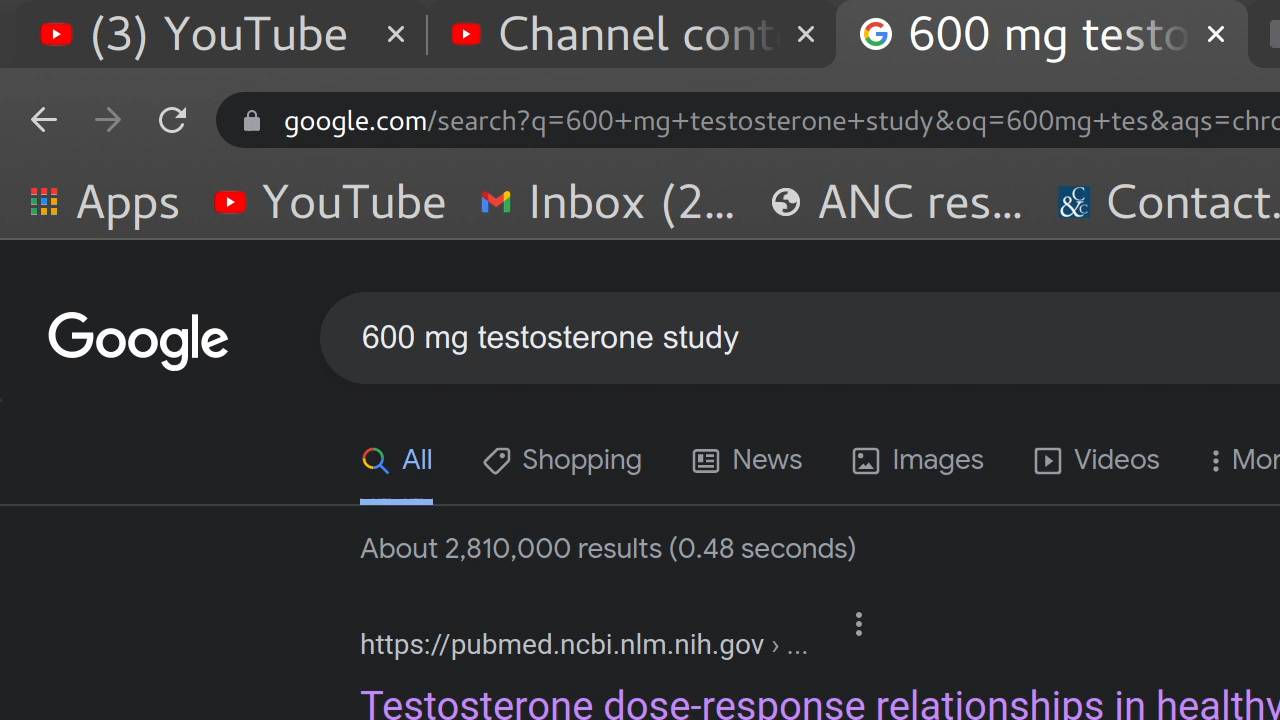 (3) YouTube
Channel cont
600 mg testo
google.com/search?q=600+mg+testosterone+study&oq=600mg+tes&aqs=chro
Apps YouTube Inbox (2... ANC res... Contact.
Google
600 mg testosterone study
All Shopping News Images Videos Mor
About 2,810,000 results (0.48 seconds)
https://pubmed.ncbi.nlm.nih.gov › ...
Testosterone dose-response relationships in healthy